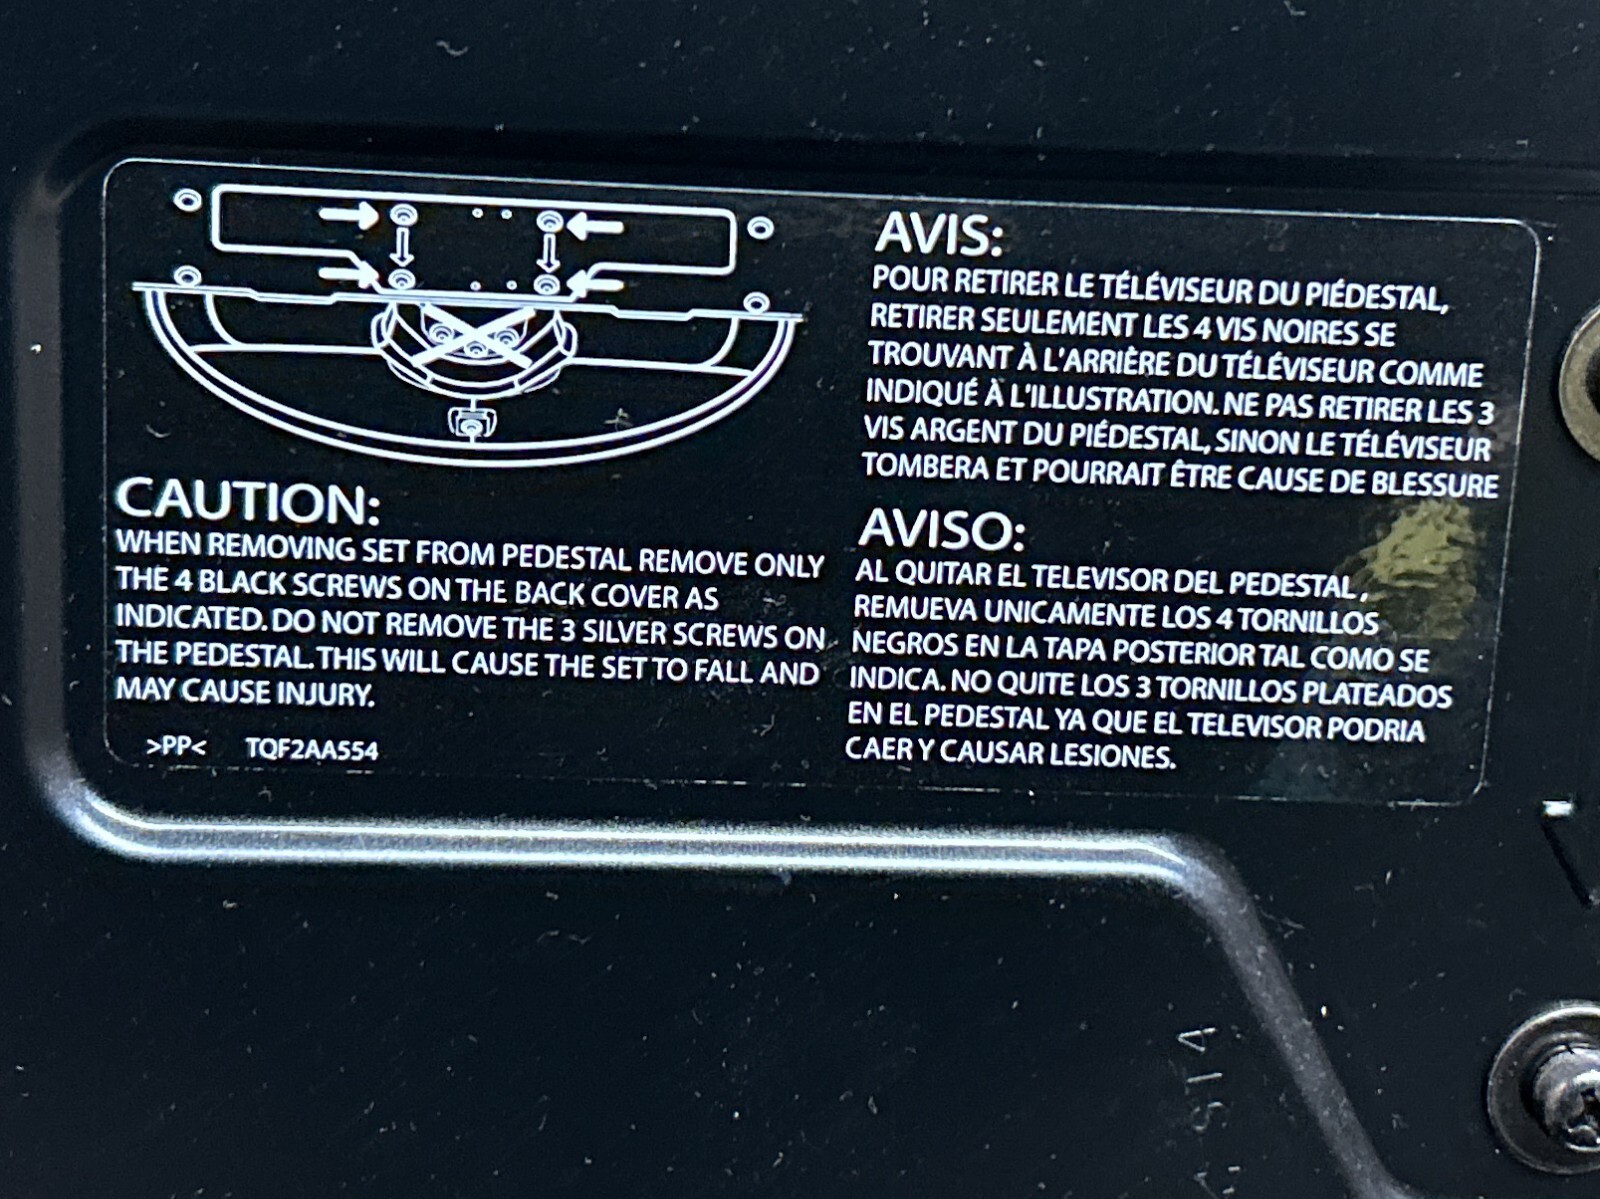 CAUTION:
WHEN REMOVING SET FROM PEDESTAL REMOVE ONLY
THE 4 BLACK SCREWS ON THE BACK COVER AS
INDICATED. DO NOT REMOVE THE 3 SILVER SCREWS ON
THE PEDESTAL. THIS WILL CAUSE THE SET TO FALL AND
MAY CAUSE INJURY.
>PP< TQF2AA554
AVIS:
POUR RETIRER LE TÉLÉVISEUR DU PIÉDESTAL,
RETIRER SEULEMENT LES 4 VIS NOIRES SE
TROUVANT À L'ARRIÈRE DU TÉLÉVISEUR COMME
INDIQUÉ À L'ILLUSTRATION. NE PAS RETIRER LES 3
VIS ARGENT DU PIÉDESTAL, SINON LE TÉLÉVISEUR
TOMBERA ET POURRAIT ÊTRE CAUSE DE BLESSURE
AVISO:
AL QUITAR EL TELEVISOR DEL PEDESTAL,
REMUEVA UNICAMENTE LOS 4 TORNILLOS
NEGROS EN LA TAPA POSTERIOR TAL COMO SE
INDICA. NO QUITE LOS 3 TORNILLOS PLATEADOS
EN EL PEDESTAL YA QUE EL TELEVISOR PODRIA
CAER Y CAUSAR LESIONES.